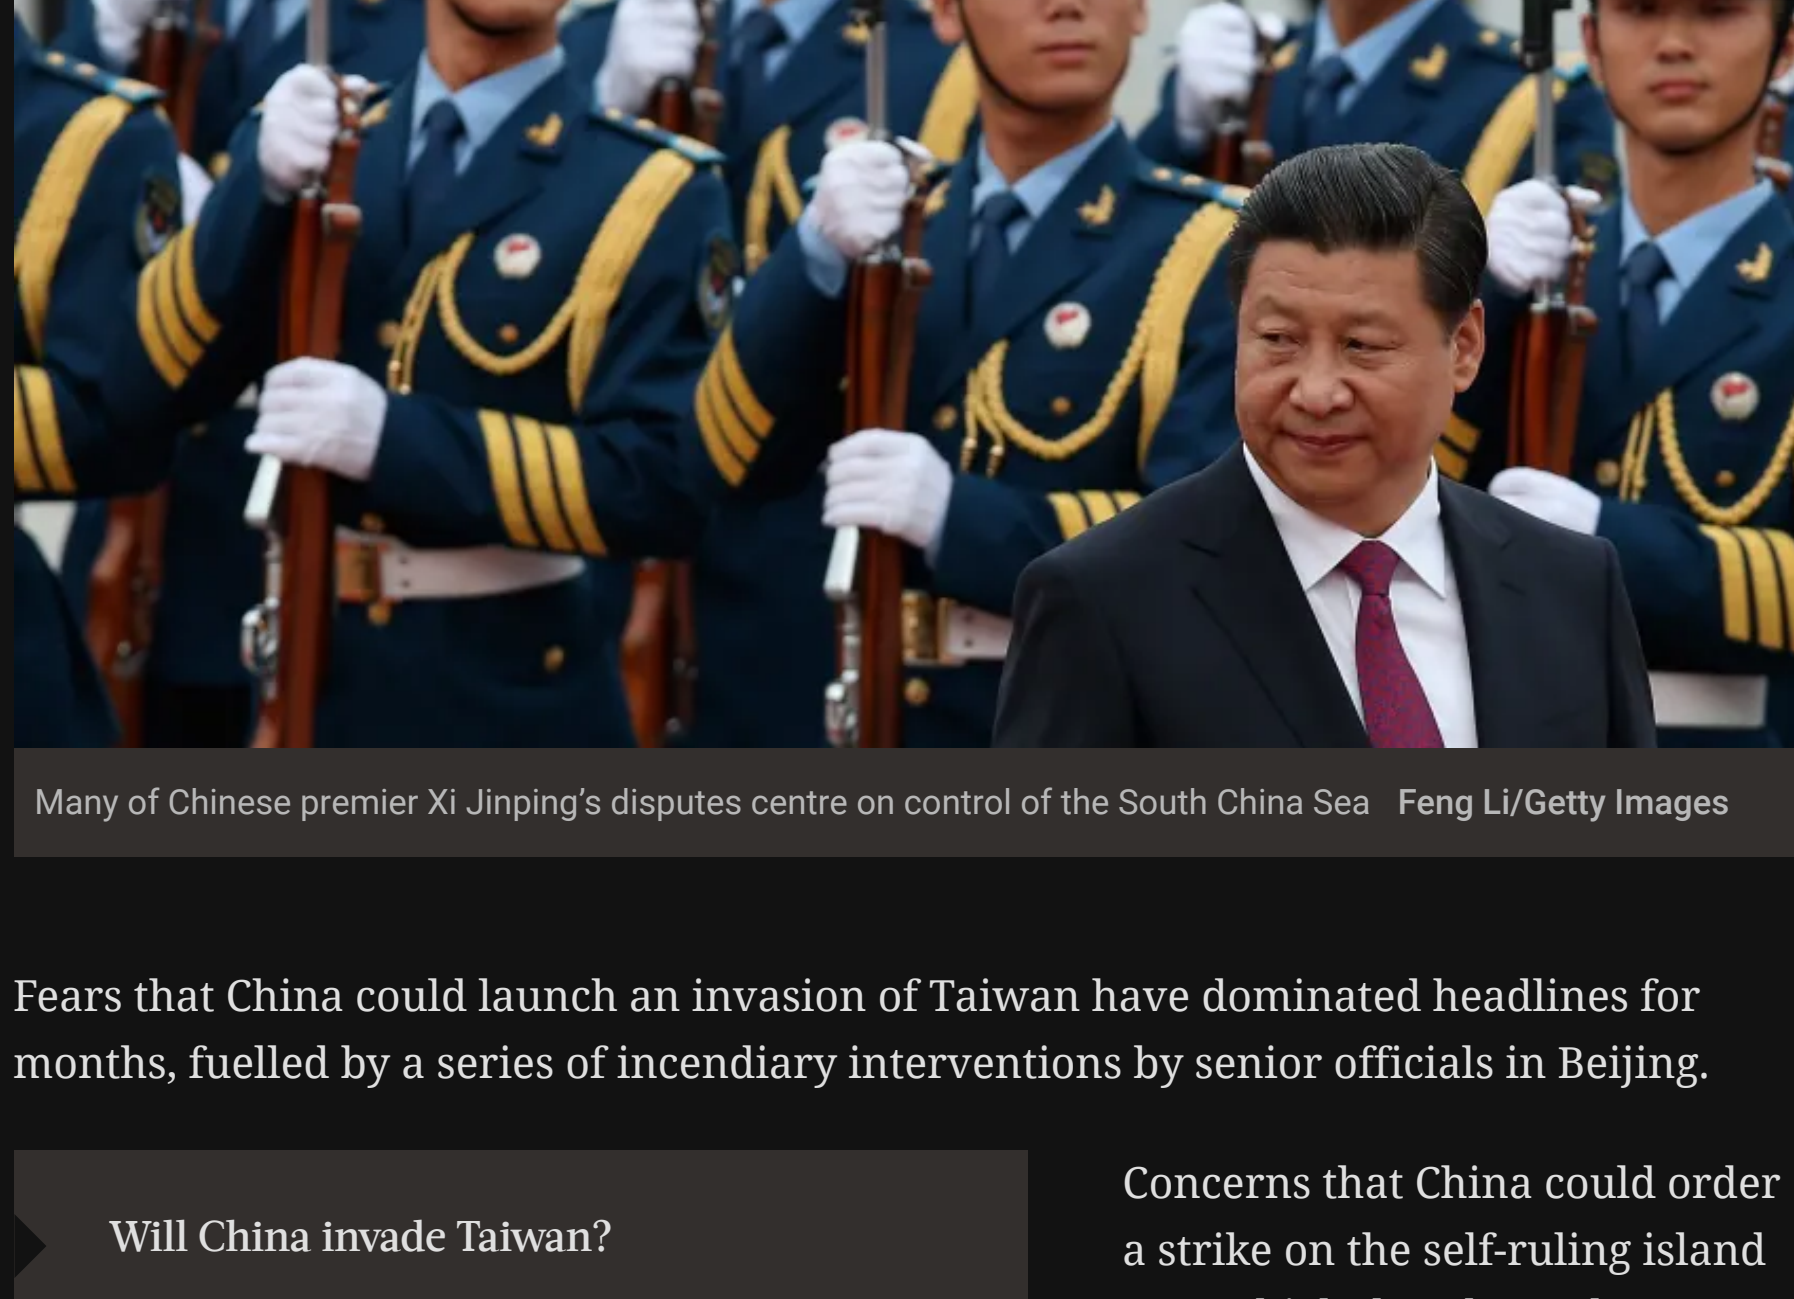 Many of Chinese premier Xi Jinping’s disputes centre on control of the South China Sea Feng Li/Getty Images
Fears that China could launch an invasion of Taiwan have dominated headlines for
months, fuelled by a series of incendiary interventions by senior officials in Beijing.
Will China invade Taiwan?
Concerns that China could order
a strike on the self-ruling island